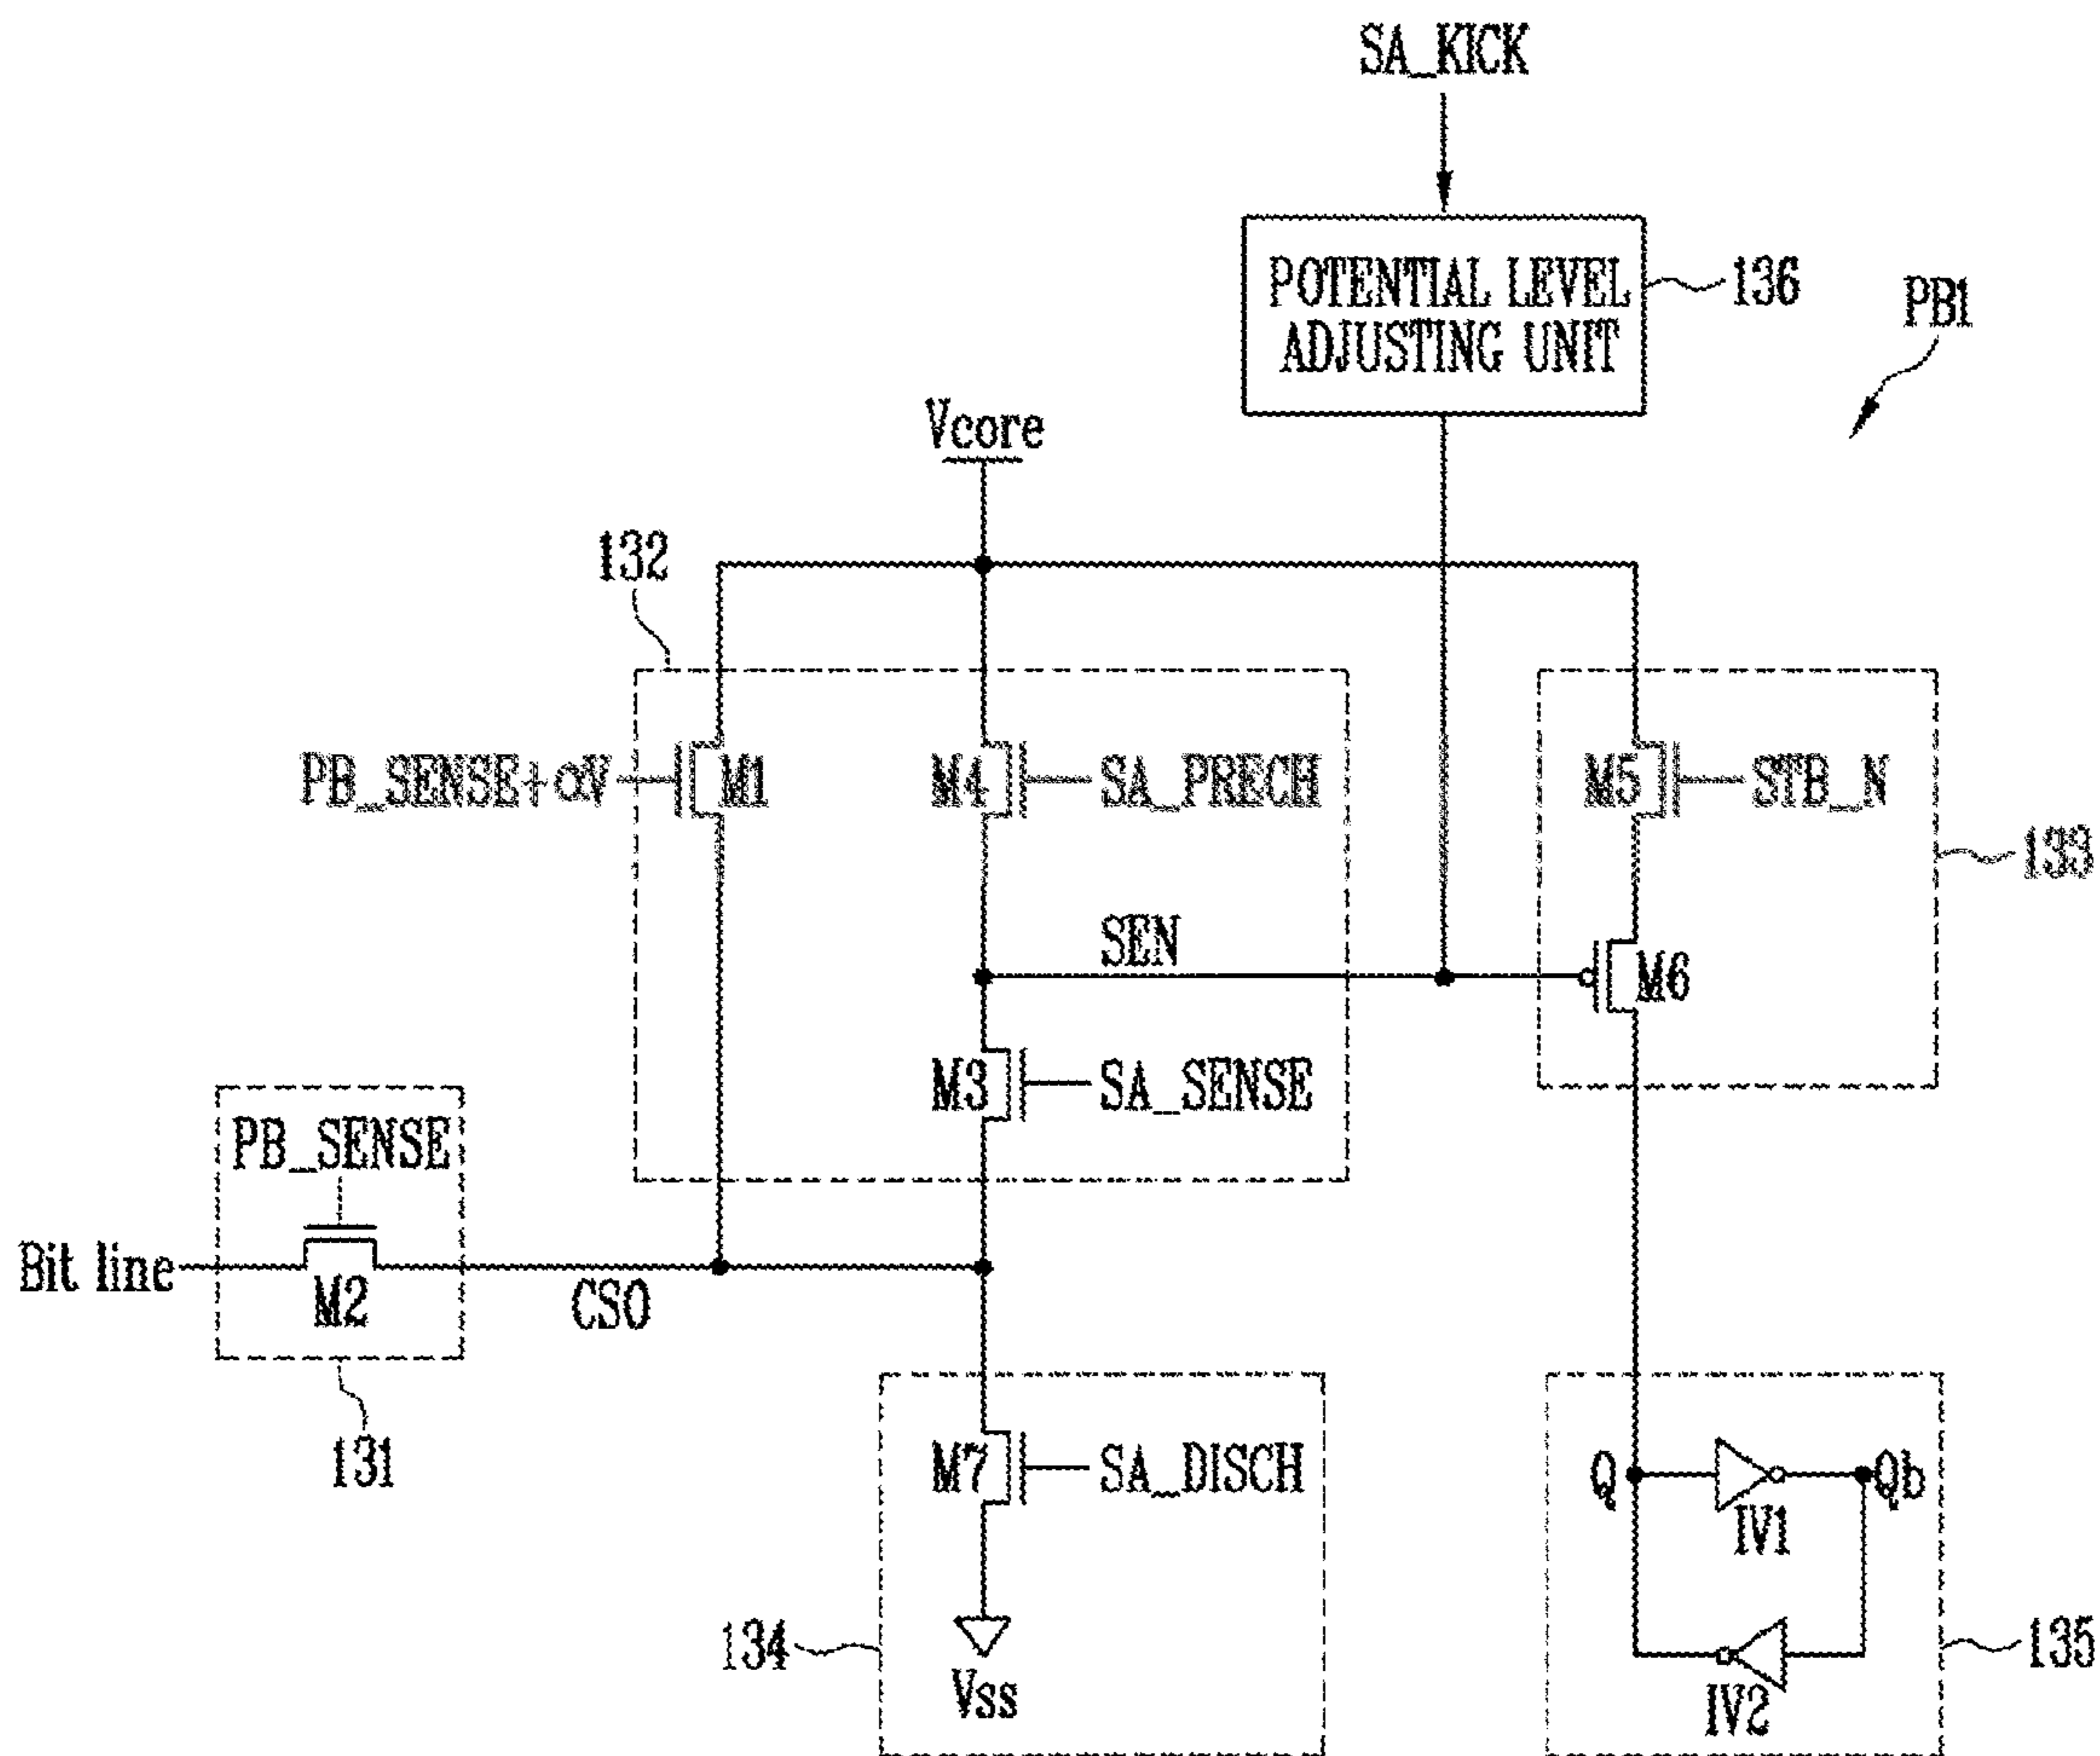 SA_KICK
POTENTIAL LEVEL
ADJUSTING UNIT
136
PB1
Vcore
132
PB_SENSE+αV
M1
M4
SA_PRECH
M5
STB_N
133
SEN
M6
M3
SA_SENSE
PB_SENSE
Bit line
M2
CSO
131
M7
SA_DISCH
Q
Qb
IV1
134
Vss
IV2
135